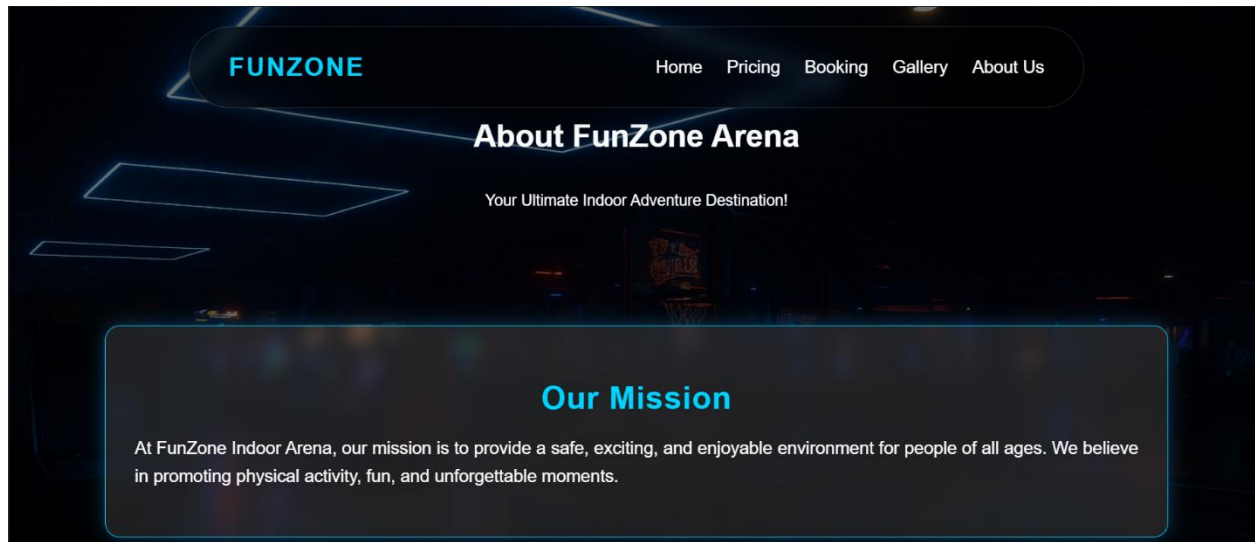 FUNZONE
Home Pricing Booking Gallery About Us
About FunZone Arena
Your Ultimate Indoor Adventure Destination!
Our Mission
At FunZone Indoor Arena, our mission is to provide a safe, exciting, and enjoyable environment for people of all ages. We believe
in promoting physical activity, fun, and unforgettable moments.